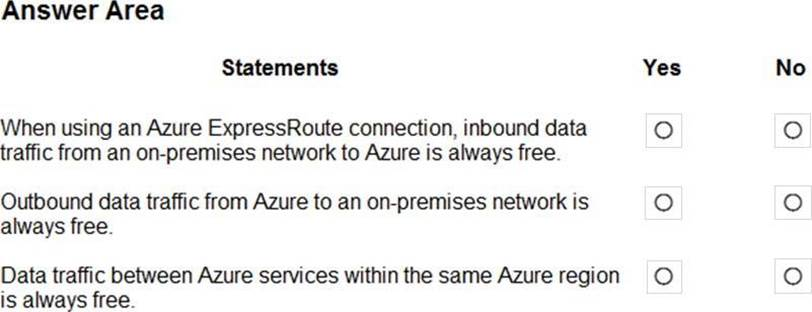 Answer Area
Statements Yes No
When using an Azure ExpressRoute connection, inbound data
traffic from an on-premises network to Azure is always free.
Outbound data traffic from Azure to an on-premises network is
always free.
Data traffic between Azure services within the same Azure region
is always free.